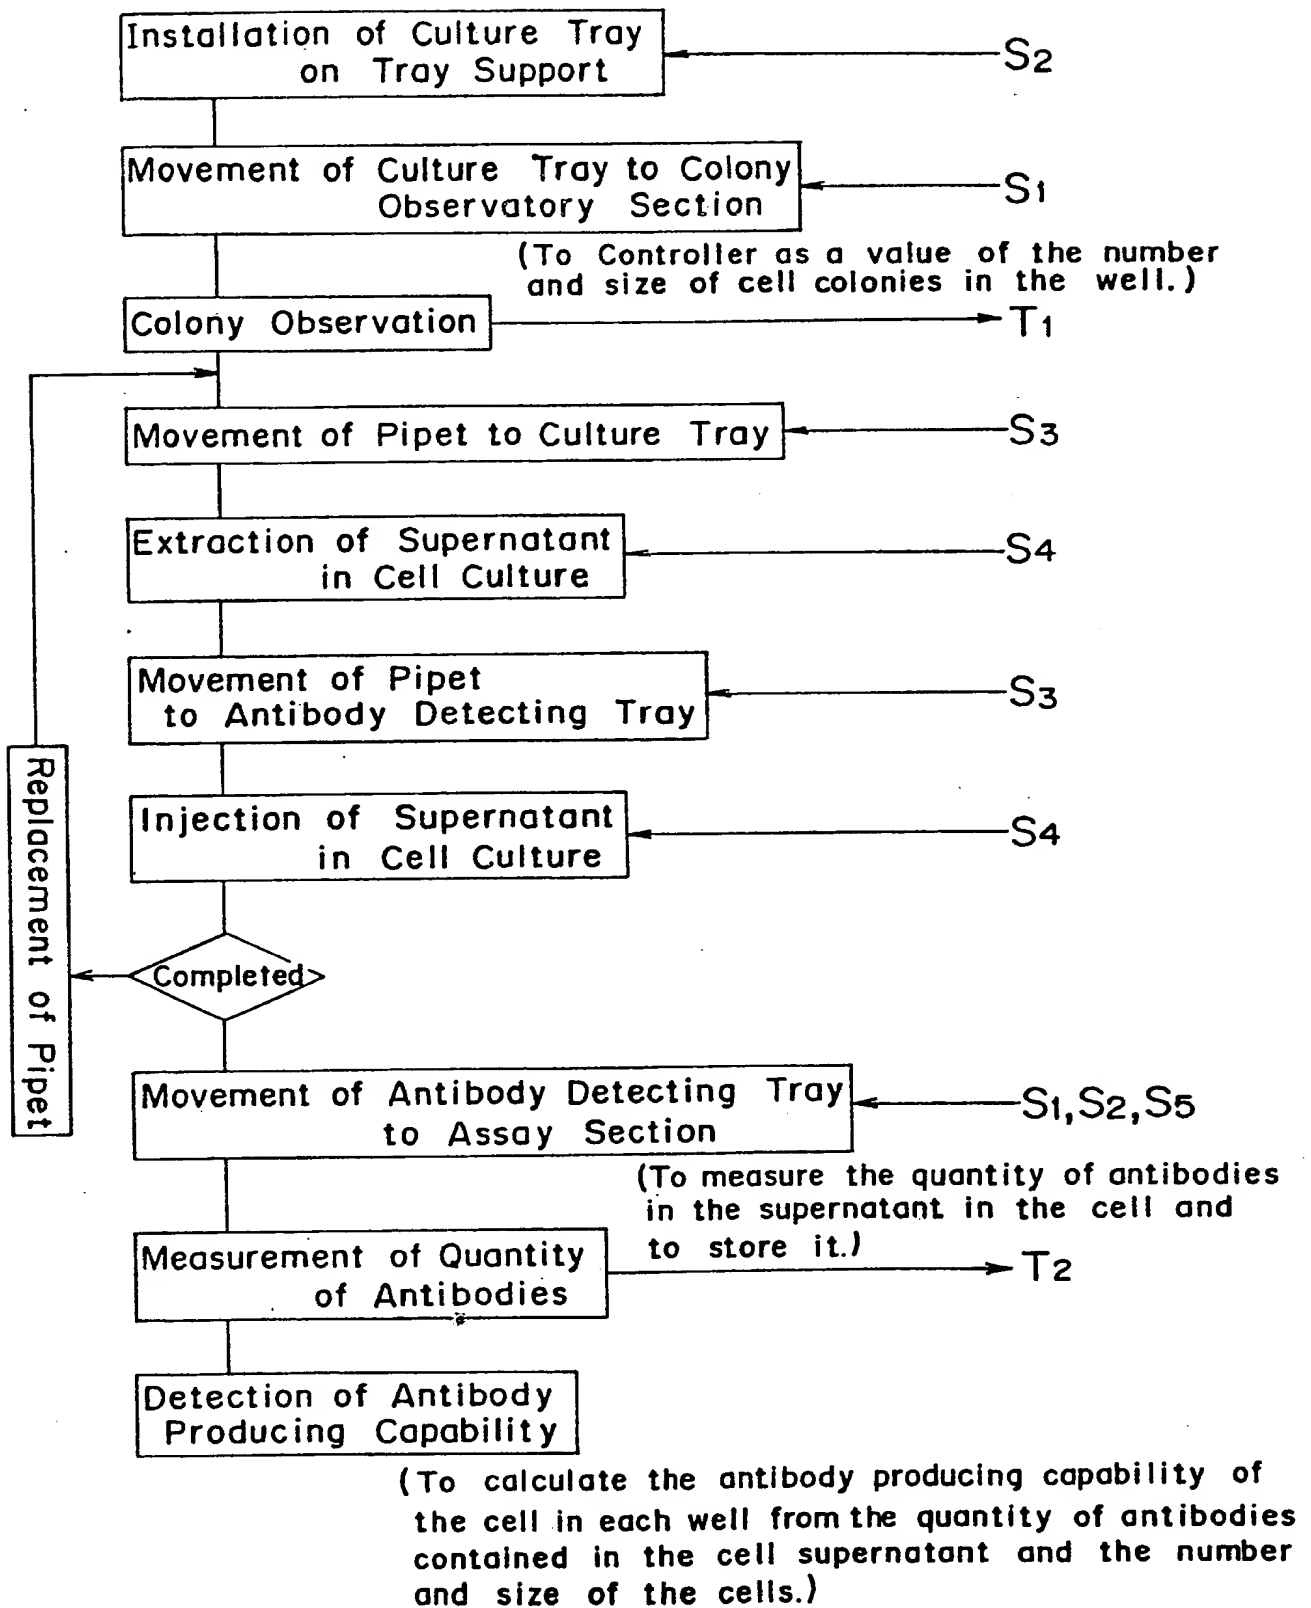 Installation of Culture Tray
on Tray Support
S2
Movement of Culture Tray to Colony
Observatory Section
S1
(To Controller as a value of the number
and size of cell colonies in the well.)
Colony Observation
T1
Movement of Pipet to Culture Tray
S3
Extraction of Supernatant
in Cell Culture
S4
Movement of Pipet
to Antibody Detecting Tray
S3
Replacement of Pipet
Injection of Supernatant
in Cell Culture
S4
Completed
Movement of Antibody Detecting Tray
to Assay Section
S1, S2, S5
(To measure the quantity of antibodies
in the supernatant in the cell and
to store it.)
Measurement of Quantity
of Antibodies
T2
Detection of Antibody
Producing Capability
(To calculate the antibody producing capability of
the cell in each well from the quantity of antibodies
contained in the cell supernatant and the number
and size of the cells.)